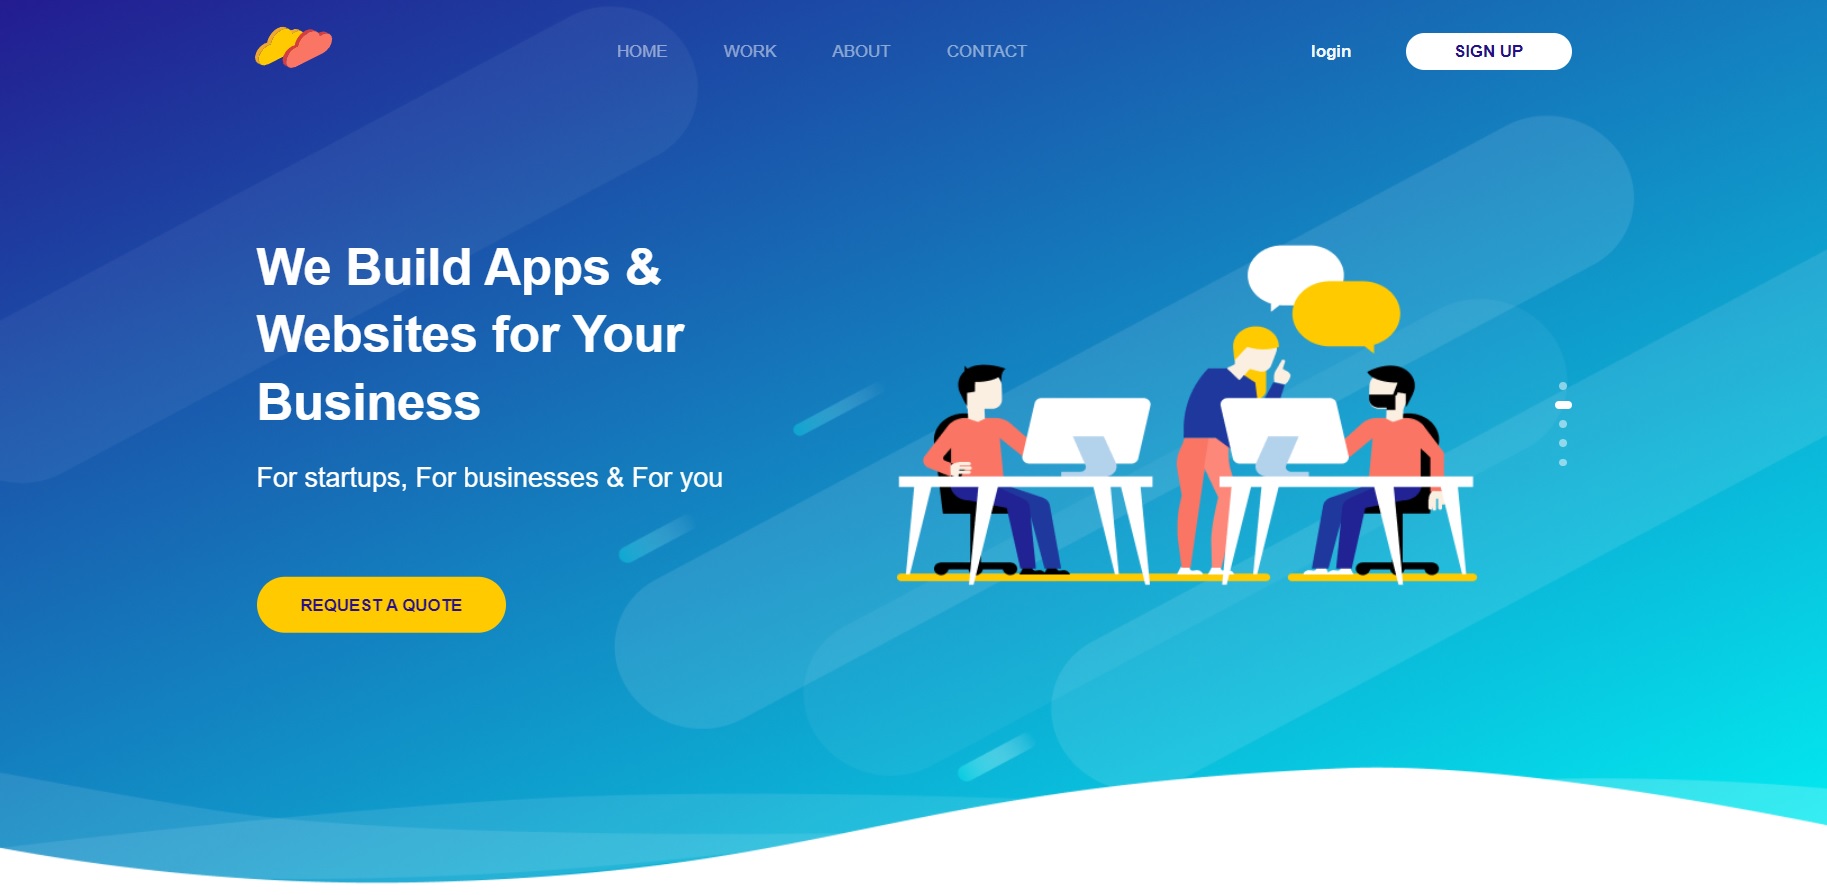 HOME WORK ABOUT CONTACT login SIGN UP
We Build Apps &
Websites for Your
Business
For startups, For businesses & For you
REQUEST A QUOTE